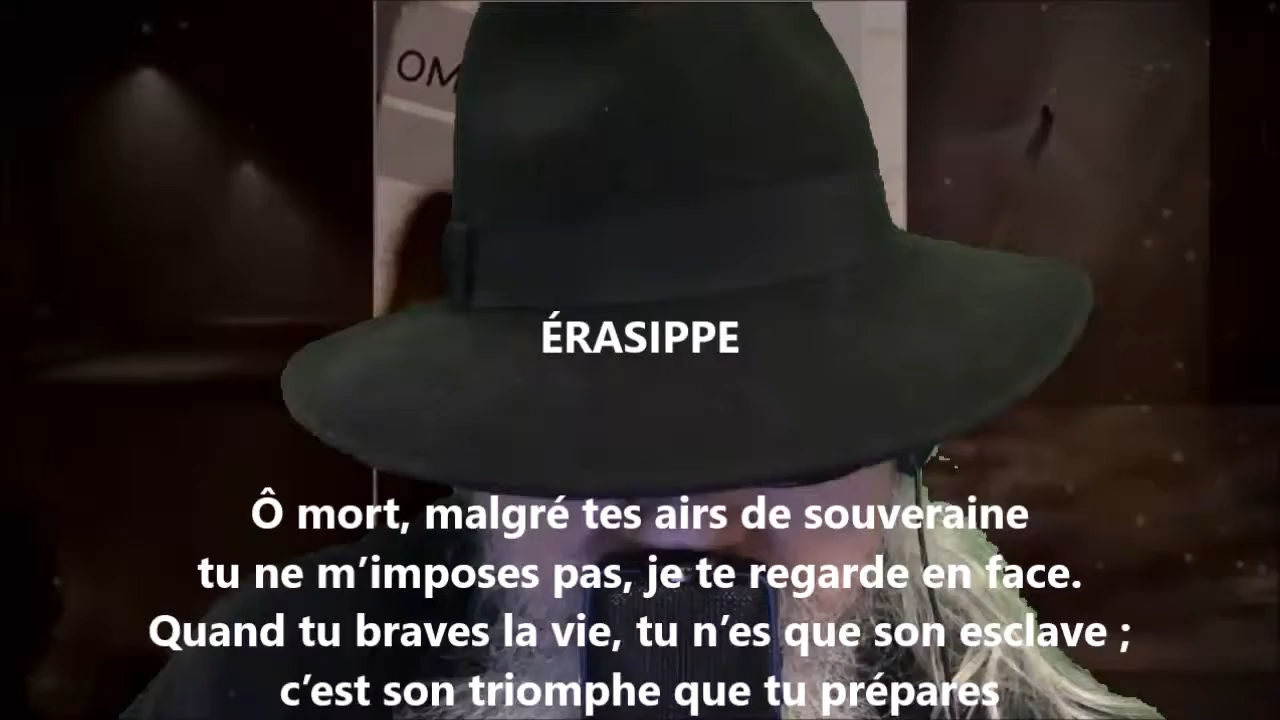 OM
ÉRASIPPE
Ô mort, malgré tes airs de souveraine
tu ne m’imposes pas, je te regarde en face.
Quand tu braves la vie, tu n’es que son esclave ;
c’est son triomphe que tu prépares